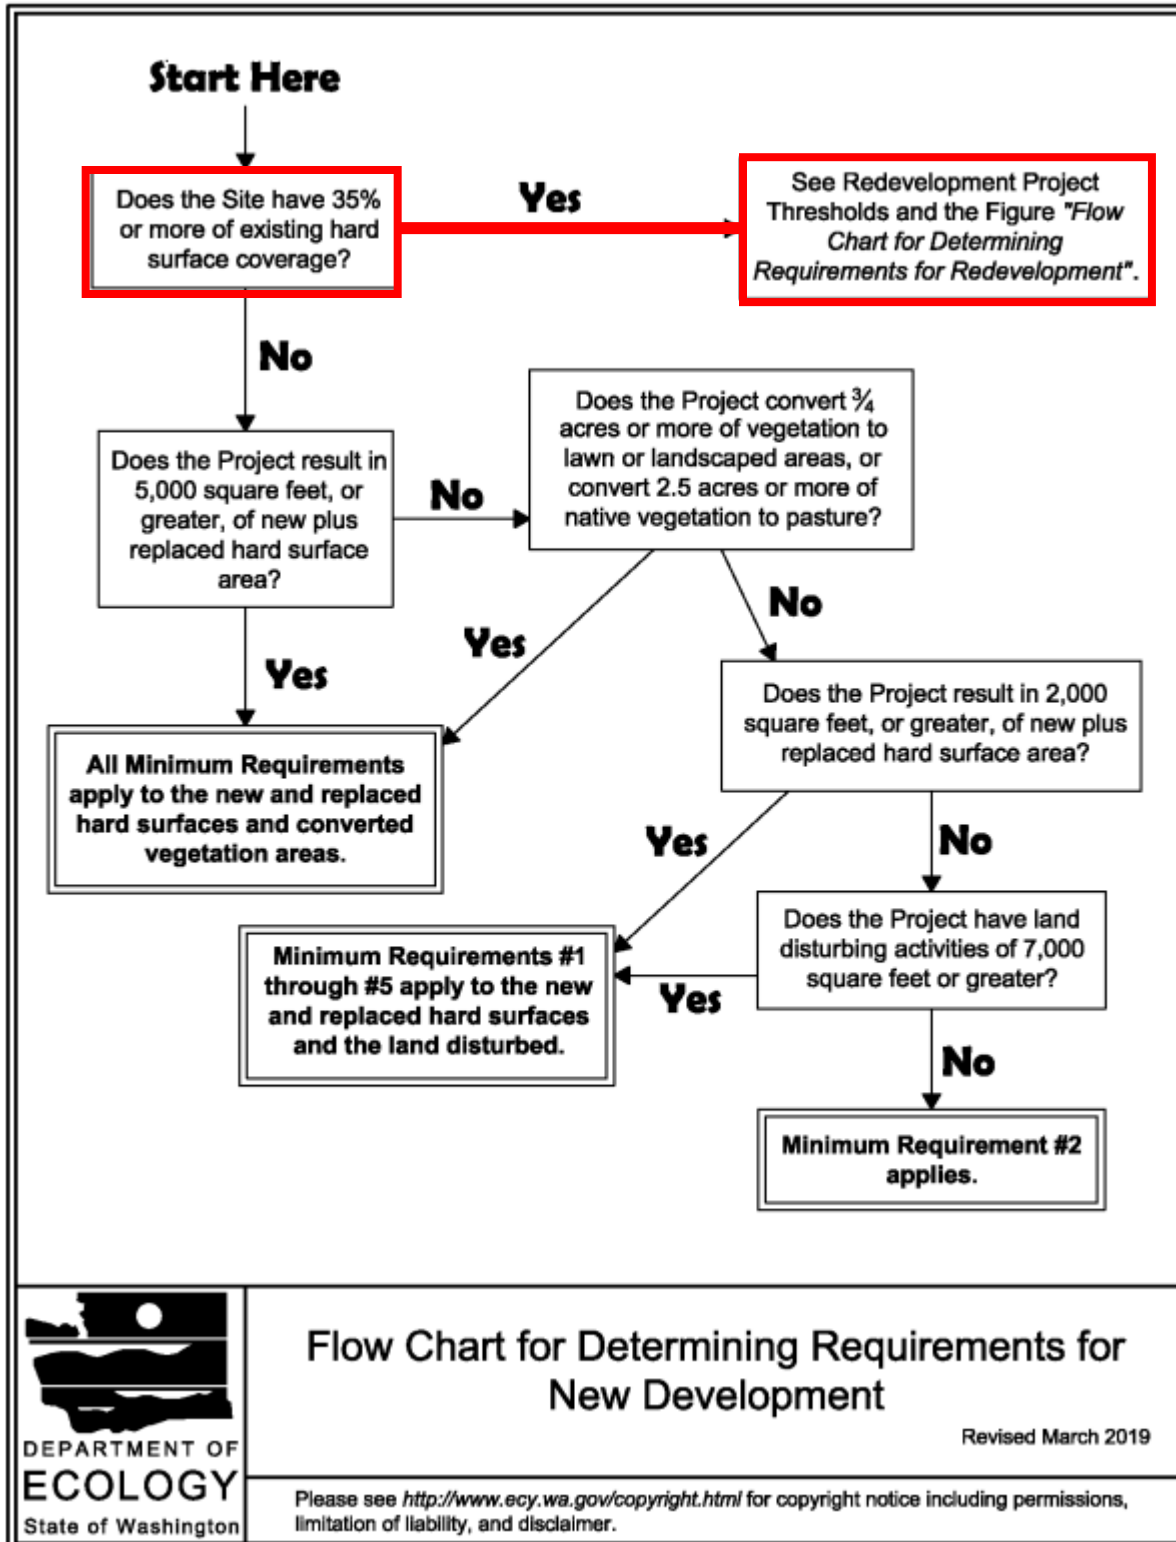 Start Here
Does the Site have 35%
or more of existing hard
surface coverage?
Yes
See Redevelopment Project
Thresholds and the Figure "Flow
Chart for Determining
Requirements for Redevelopment".
No
Does the Project result in
5,000 square feet, or
greater, of new plus
replaced hard surface
area?
No
Does the Project convert ¾
acres or more of vegetation to
lawn or landscaped areas, or
convert 2.5 acres or more of
native vegetation to pasture?
Yes
Yes
No
All Minimum Requirements
apply to the new and replaced
hard surfaces and converted
vegetation areas.
Does the Project result in 2,000
square feet, or greater, of new plus
replaced hard surface area?
Yes
No
Minimum Requirements #1
through #5 apply to the new
and replaced hard surfaces
and the land disturbed.
Does the Project have land
disturbing activities of 7,000
square feet or greater?
Yes
No
Minimum Requirement #2
applies.
DEPARTMENT OF
ECOLOGY
State of Washington
Flow Chart for Determining Requirements for
New Development
Revised March 2019
Please see http://www.ecy.wa.gov/copyright.html for copyright notice including permissions,
limitation of liability, and disclaimer.